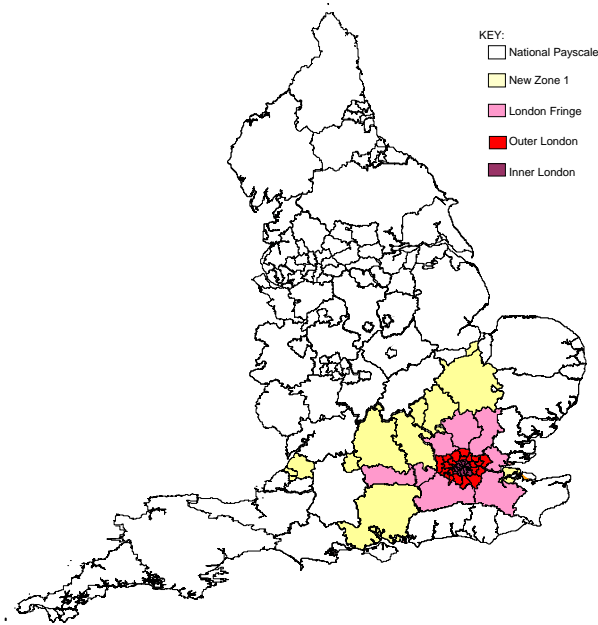 KEY:
National Payscale
New Zone 1
London Fringe
Outer London
Inner London